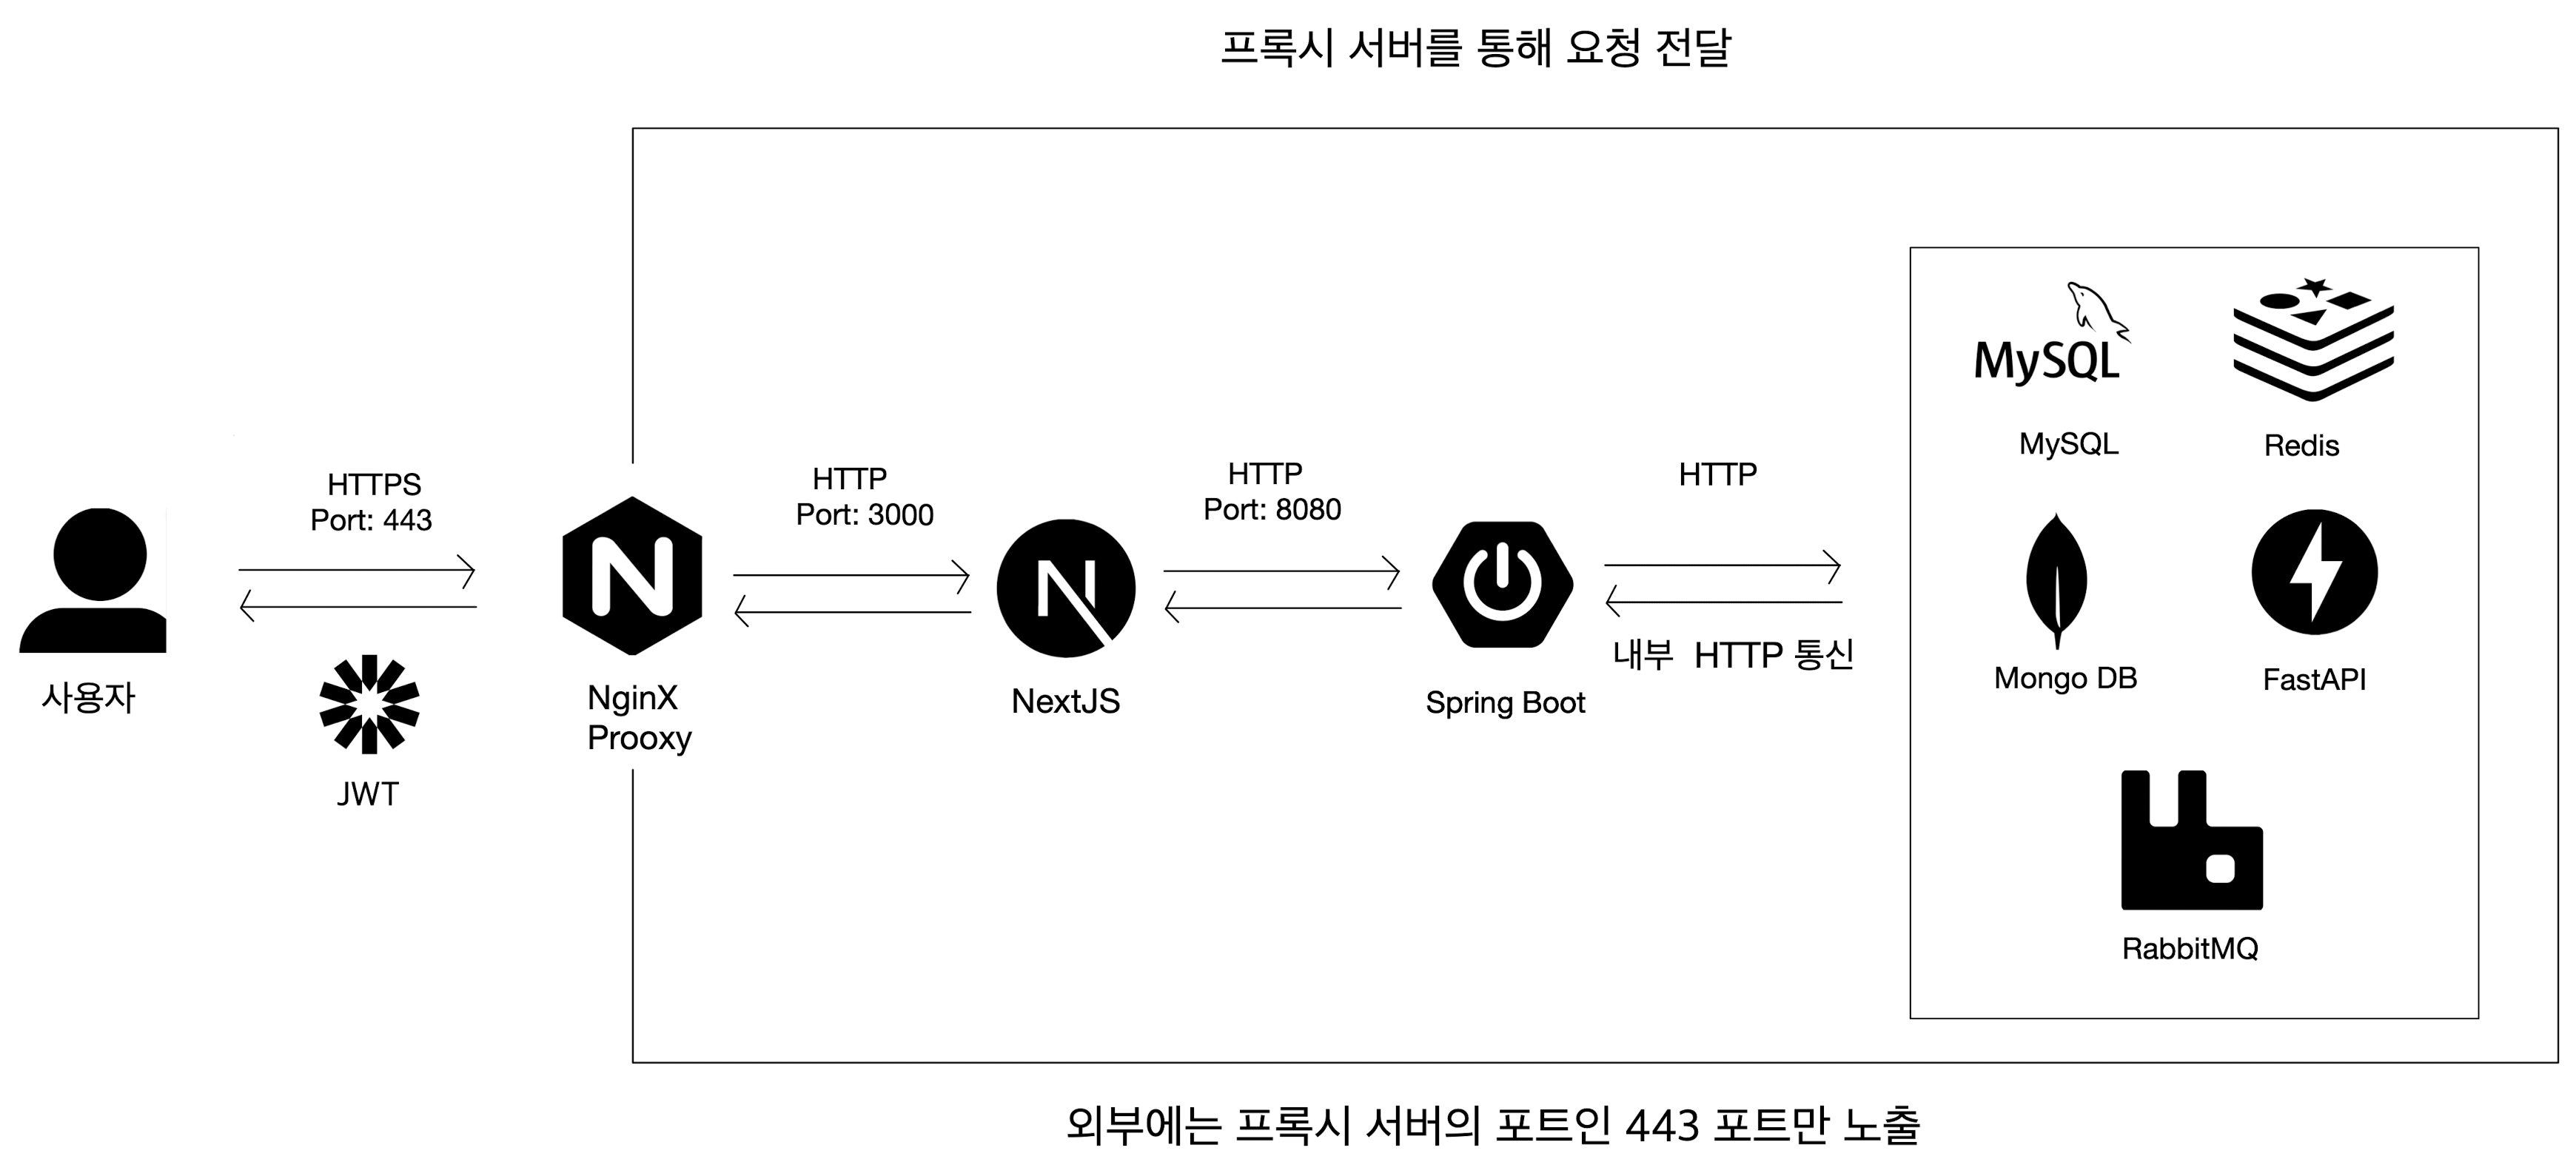 프록시 서버를 통해 요청 전달
HTTPS
Port: 443
사용자
JWT
NginX
Prooxy
HTTP
Port: 3000
NextJS
HTTP
Port: 8080
Spring Boot
HTTP
내부 HTTP 통신
MySQL
MySQL
Redis
Mongo DB
FastAPI
RabbitMQ
외부에는 프록시 서버의 포트인 443 포트만 노출